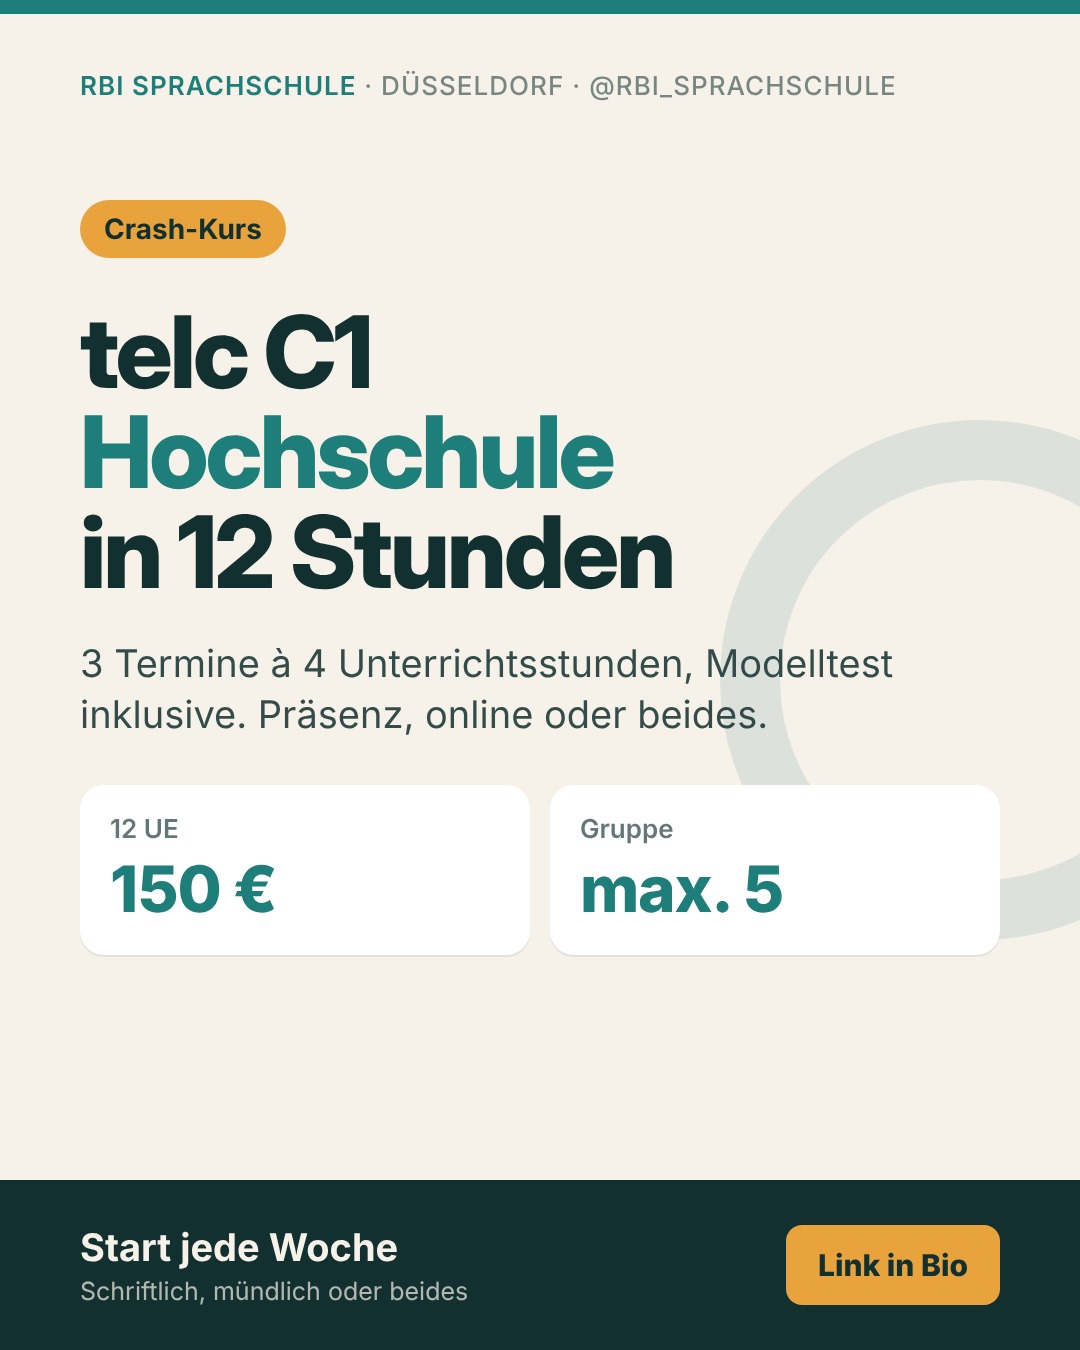 RBI SPRACHSCHULE · DÜSSELDORF · @RBI_SPRACHSCHULE
Crash-Kurs
telc C1
Hochschule
in 12 Stunden
3 Termine à 4 Unterrichtsstunden, Modelltest
inklusive. Präsenz, online oder beides.
12 UE
150 €
Gruppe
max. 5
Start jede Woche
Schriftlich, mündlich oder beides
Link in Bio